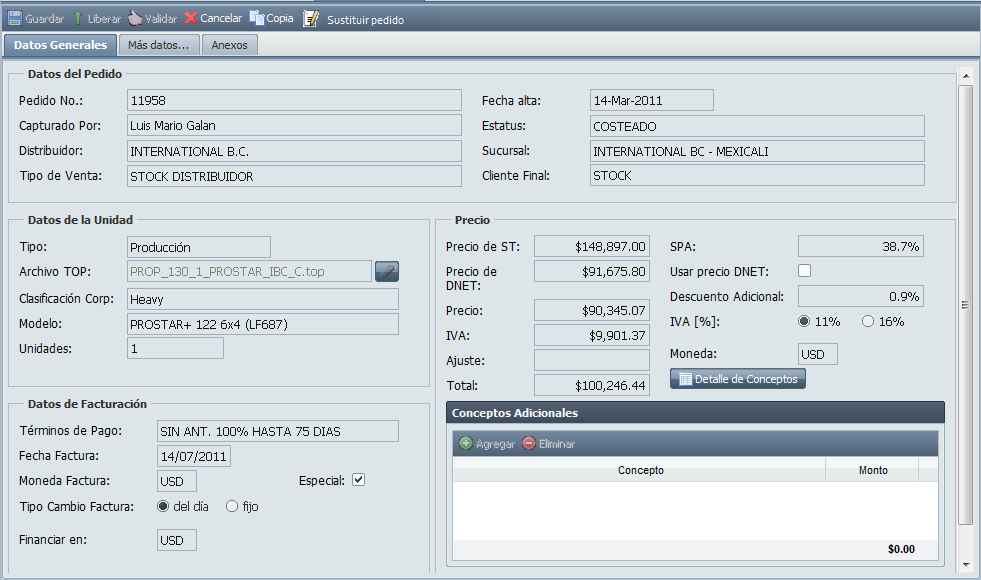 Guardar Liberar Validar Cancelar Copia Sustituir pedido
Datos Generales Más datos... Anexos
Datos del Pedido
Pedido No.: 11958 Fecha alta: 14-Mar-2011
Capturado Por: Luis Mario Galan Estatus: COSTEADO
Distribuidor: INTERNATIONAL B.C. Sucursal: INTERNATIONAL BC - MEXICALI
Tipo de Venta: STOCK DISTRIBUIDOR Cliente Final: STOCK
Datos de la Unidad
Tipo: Producción
Archivo TOP: PROP_130_1_PROSTAR_IBC_C.top
Clasificación Corp: Heavy
Modelo: PROSTAR+ 122 6x4 (LF687)
Unidades: 1
Precio
Precio de ST: $148,897.00 SPA: 38.7%
Precio de DNET: $91,675.80 Usar precio DNET:
Precio: $90,345.07 Descuento Adicional: 0.9%
IVA: $9,901.37 IVA [%]: 11% 16%
Ajuste: Moneda: USD
Total: $100,246.44 Detalle de Conceptos
Datos de Facturación
Términos de Pago: SIN ANT. 100% HASTA 75 DIAS
Fecha Factura: 14/07/2011
Moneda Factura: USD Especial:
Tipo Cambio Factura: del día fijo
Financiar en: USD
Conceptos Adicionales
Agregar Eliminar
Concepto Monto
$0.00